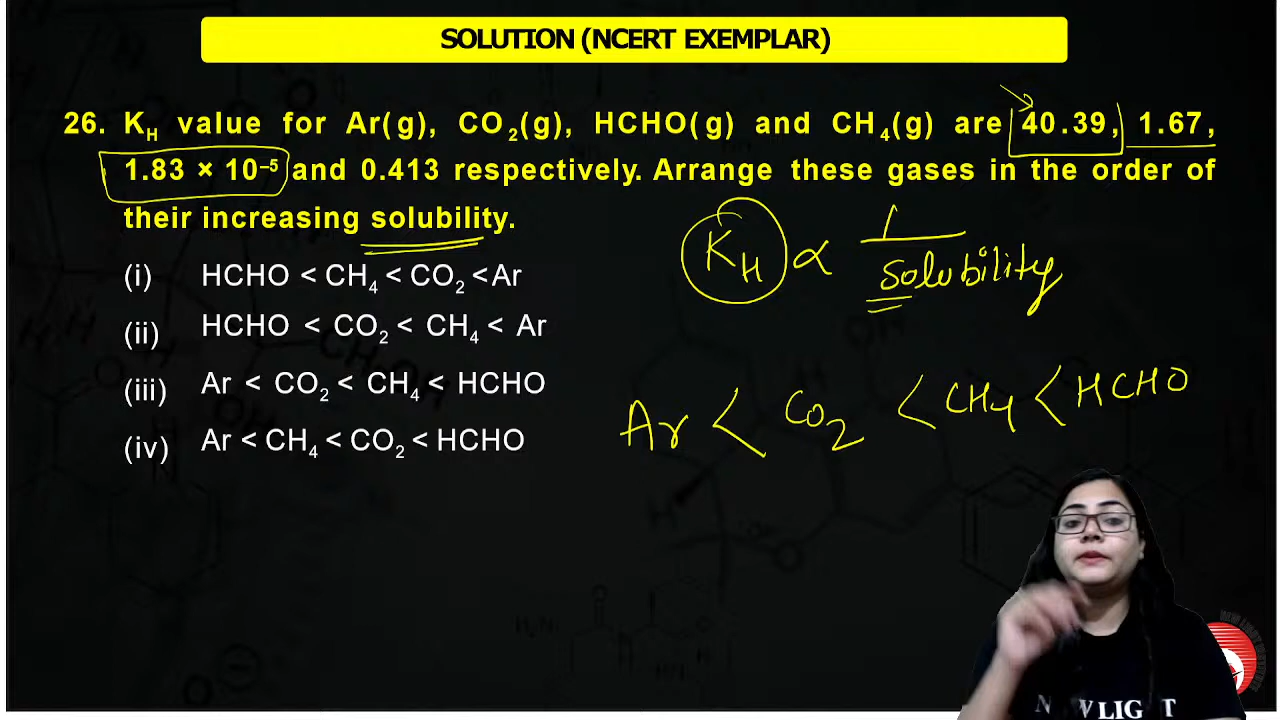 SOLUTION (NCERT EXEMPLAR)
26. K_H value for Ar(g), CO₂(g), HCHO(g) and CH₄(g) are 40.39, 1.67,
1.83 × 10⁻⁵ and 0.413 respectively. Arrange these gases in the order of
their increasing solubility.
(i) HCHO < CH₄ < CO₂ <Ar
(ii) HCHO < CO₂ < CH₄ < Ar
(iii) Ar < CO₂ < CH₄ < HCHO
(iv) Ar < CH₄ < CO₂ < HCHO
K_H ∝ 1/solubility
Ar < CO₂ < CH₄ < HCHO
N WLIG T